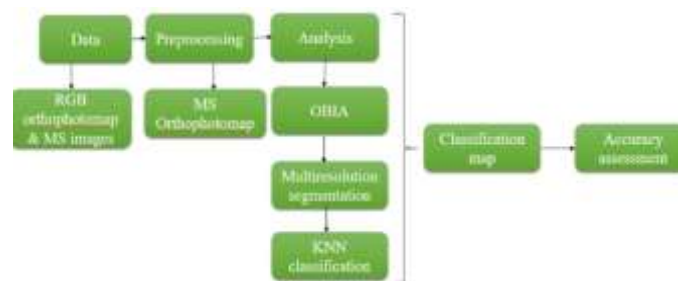 Data
Preprocessing
Analysis
RGB
orthophotomap
& MS images
MS
Orthophotomap
OBIA
Multiresolution
segmentation
KNN
classification
Classification
map
Accuracy
assessment